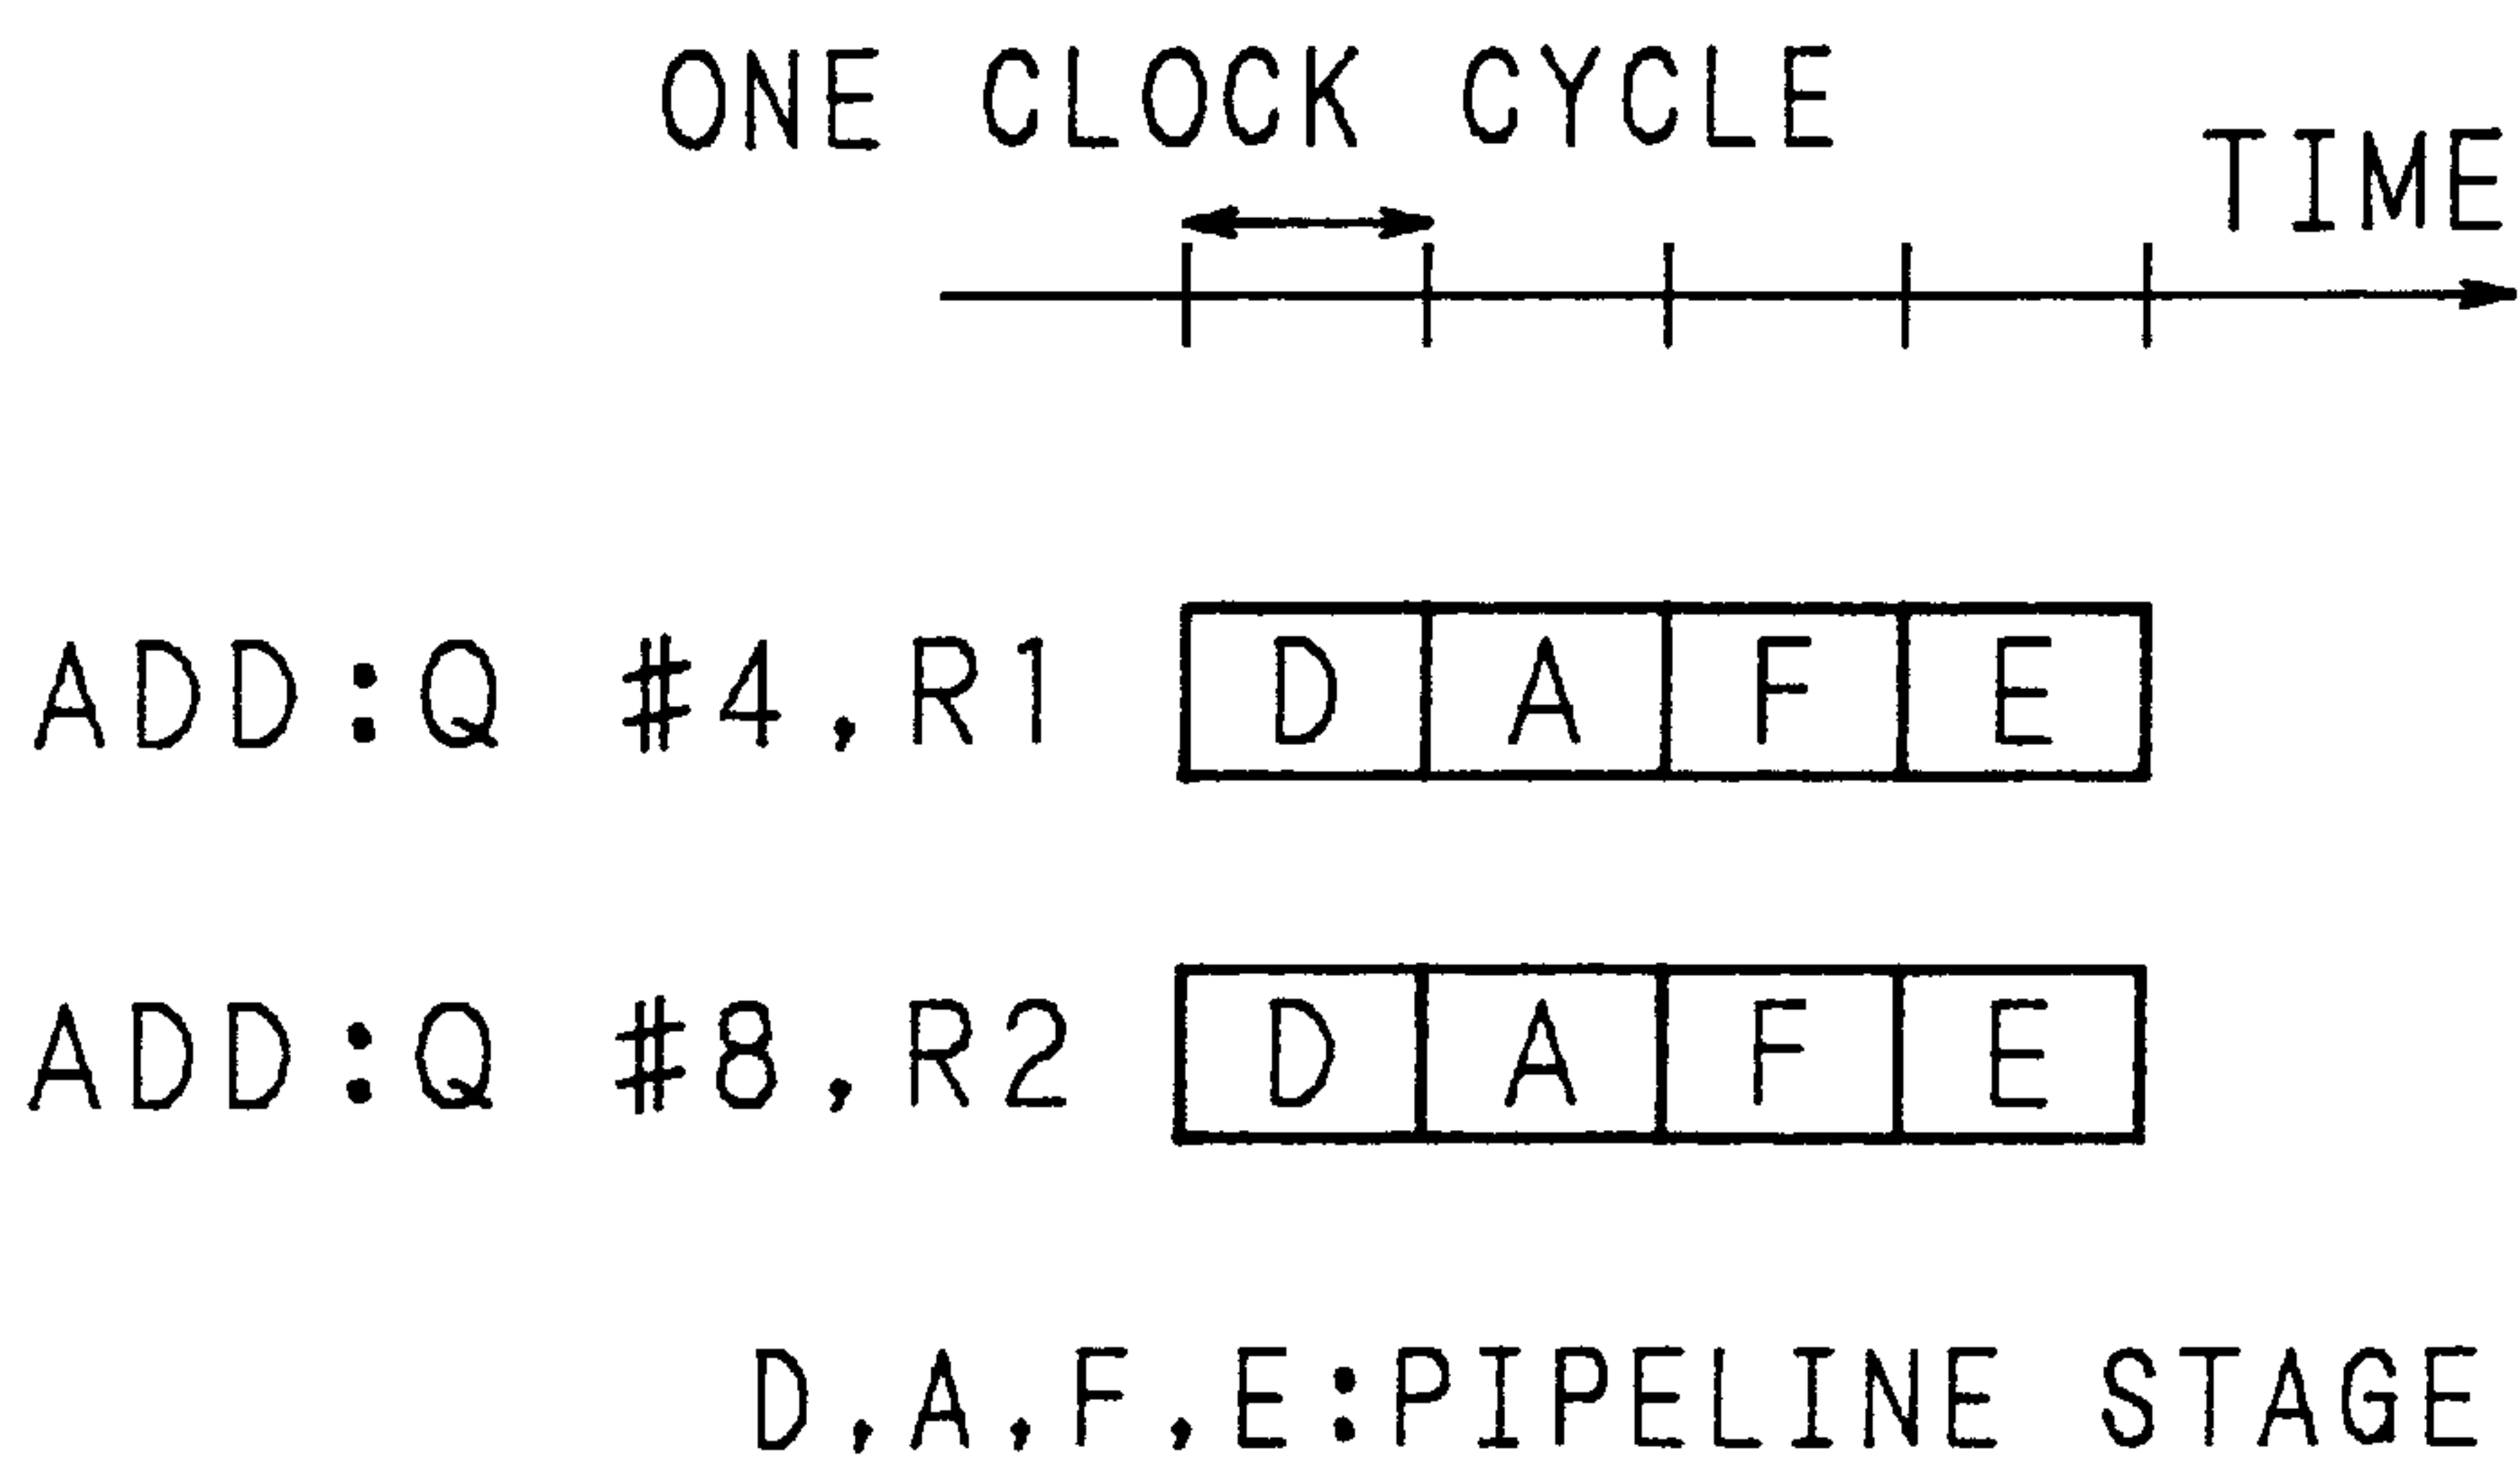 ONE CLOCK CYCLE
TIME
ADD:Q #4,R1 D A F E
ADD:Q #8,R2 D A F E
D,A,F,E:PIPELINE STAGE